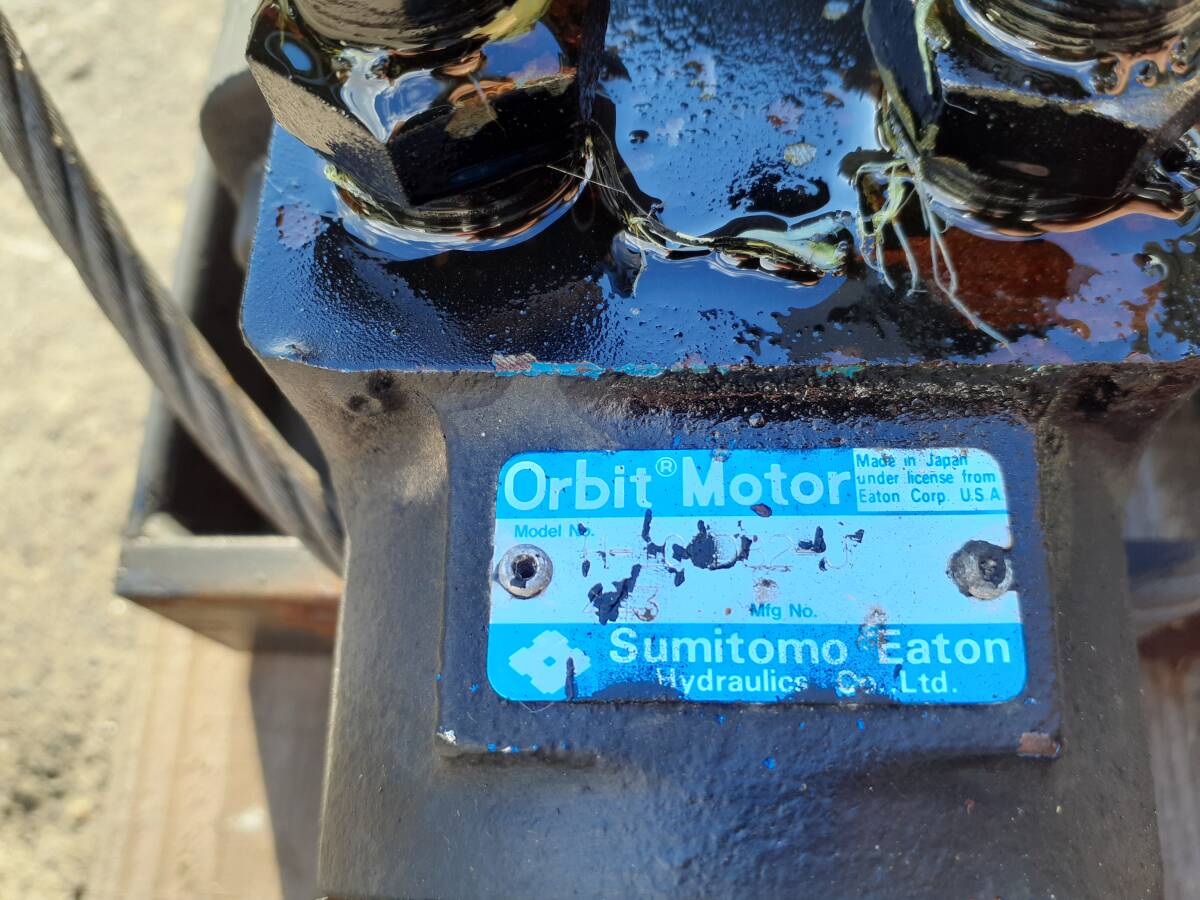 Orbit® Motor
Made in Japan
under license from
Eaton Corp. U.S.A
Model No.
Mfg No.
Sumitomo Eaton
Hydraulics Co.,Ltd.